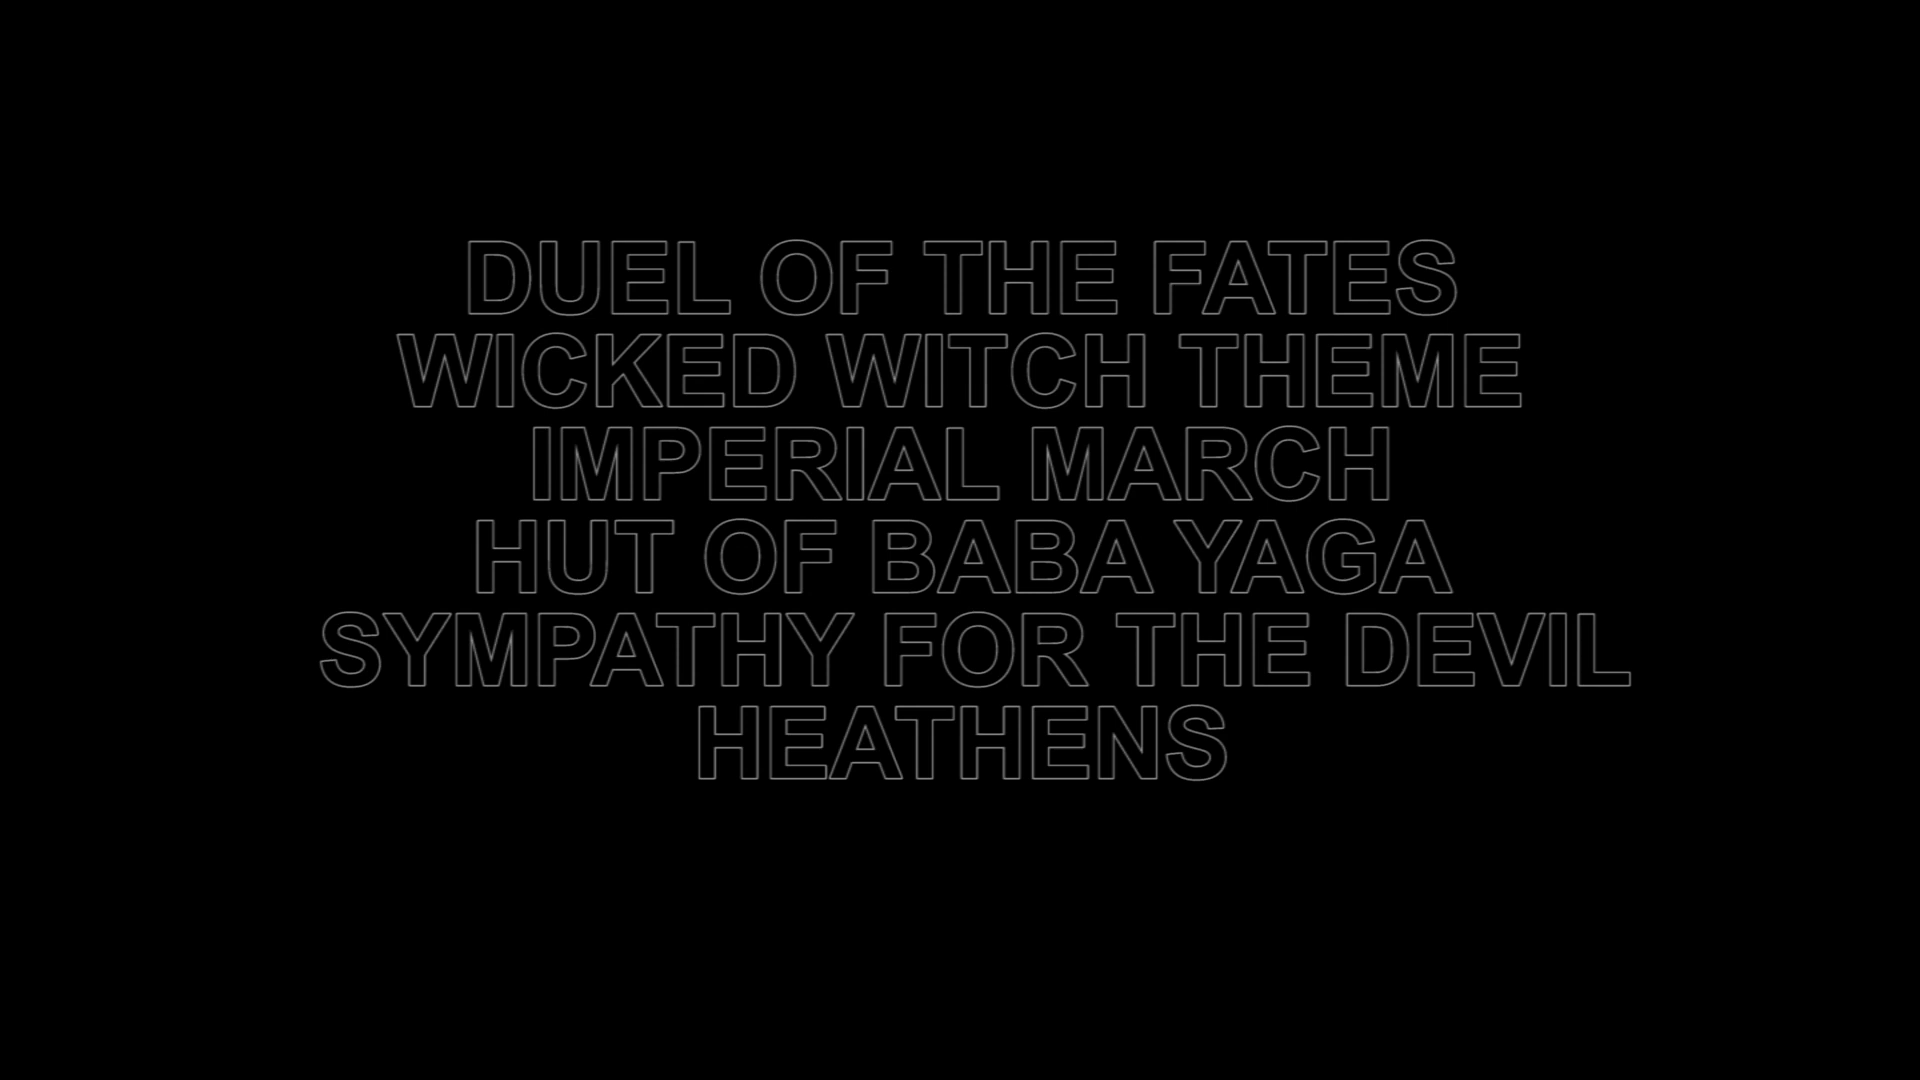 DUEL OF THE FATES
WICKED WITCH THEME
IMPERIAL MARCH
HUT OF BABA YAGA
SYMPATHY FOR THE DEVIL
HEATHENS